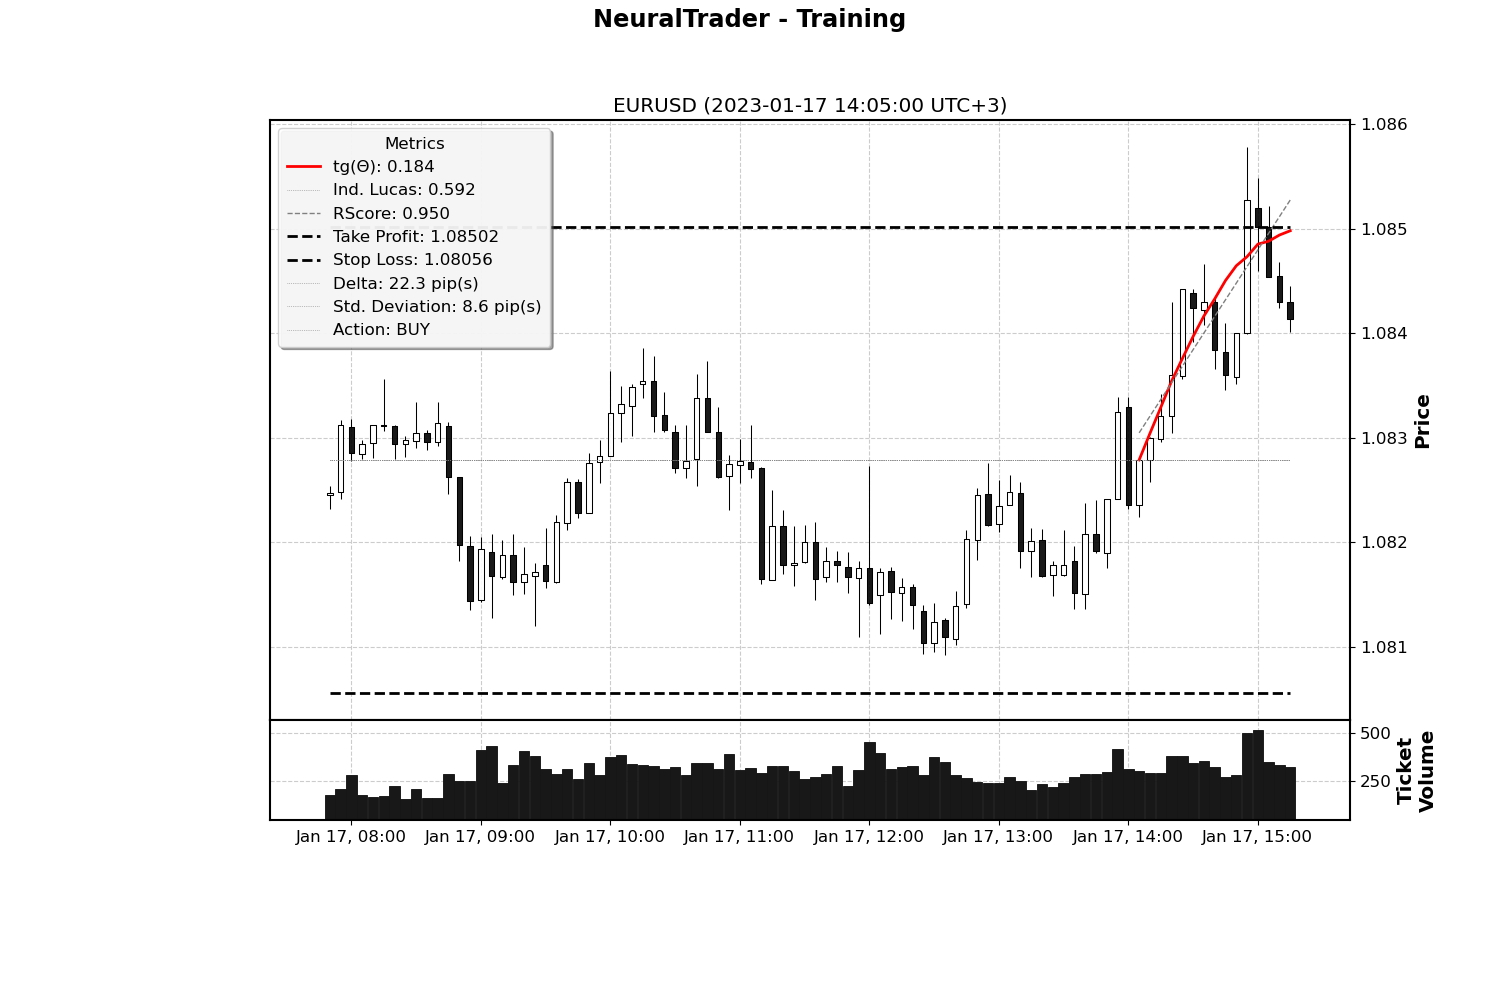 NeuralTrader - Training
EURUSD (2023-01-17 14:05:00 UTC+3)
Metrics
tg(Θ): 0.184
Ind. Lucas: 0.592
RScore: 0.950
Take Profit: 1.08502
Stop Loss: 1.08056
Delta: 22.3 pip(s)
Std. Deviation: 8.6 pip(s)
Action: BUY
1.086
1.085
1.084
1.083
1.082
1.081
Price
500
250
Ticket
Volume
Jan 17, 08:00
Jan 17, 09:00
Jan 17, 10:00
Jan 17, 11:00
Jan 17, 12:00
Jan 17, 13:00
Jan 17, 14:00
Jan 17, 15:00